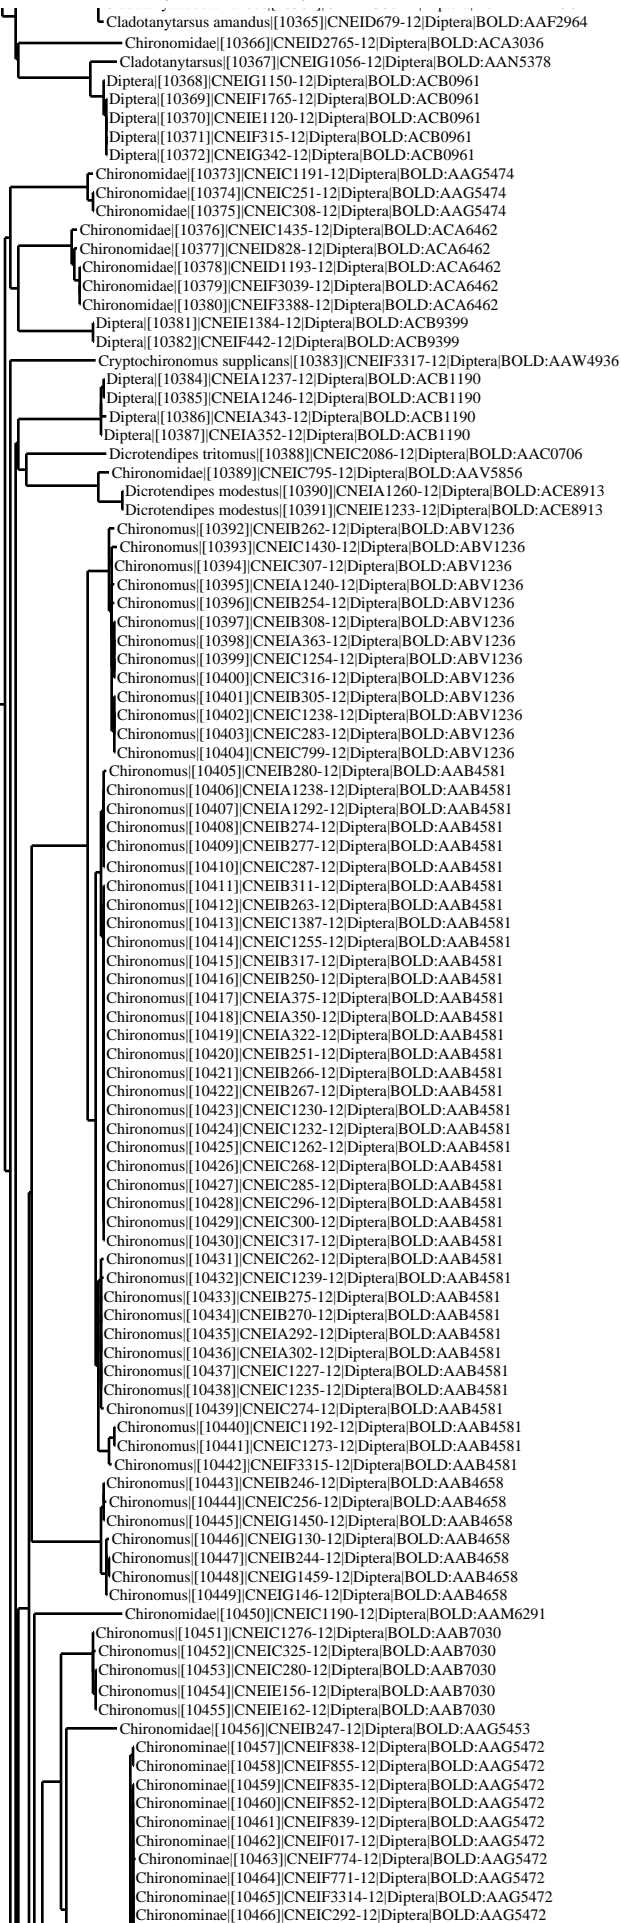 Cladotanytarsus amandus|[10365]|CNEID679-12|Diptera|BOLD:AAF2964
Chironomidae|[10366]|CNEID2765-12|Diptera|BOLD:ACA3036
Cladotanytarsus|[10367]|CNEIG1056-12|Diptera|BOLD:AAN5378
Diptera|[10368]|CNEIG1150-12|Diptera|BOLD:ACB0961
Diptera|[10369]|CNEIF1765-12|Diptera|BOLD:ACB0961
Diptera|[10370]|CNEIE1120-12|Diptera|BOLD:ACB0961
Diptera|[10371]|CNEIF315-12|Diptera|BOLD:ACB0961
Diptera|[10372]|CNEIG342-12|Diptera|BOLD:ACB0961
Chironomidae|[10373]|CNEIC1191-12|Diptera|BOLD:AAG5474
Chironomidae|[10374]|CNEIC251-12|Diptera|BOLD:AAG5474
Chironomidae|[10375]|CNEIC308-12|Diptera|BOLD:AAG5474
Chironomidae|[10376]|CNEIC1435-12|Diptera|BOLD:ACA6462
Chironomidae|[10377]|CNEID828-12|Diptera|BOLD:ACA6462
Chironomidae|[10378]|CNEID1193-12|Diptera|BOLD:ACA6462
Chironomidae|[10379]|CNEIF3039-12|Diptera|BOLD:ACA6462
Chironomidae|[10380]|CNEIF3388-12|Diptera|BOLD:ACA6462
Diptera|[10381]|CNEIE1384-12|Diptera|BOLD:ACB9399
Diptera|[10382]|CNEIF442-12|Diptera|BOLD:ACB9399
Cryptochironomus supplicans|[10383]|CNEIF3317-12|Diptera|BOLD:AAW4936
Diptera|[10384]|CNEIA1237-12|Diptera|BOLD:ACB1190
Diptera|[10385]|CNEIA1246-12|Diptera|BOLD:ACB1190
Diptera|[10386]|CNEIA343-12|Diptera|BOLD:ACB1190
Diptera|[10387]|CNEIA352-12|Diptera|BOLD:ACB1190
Dicrotendipes tritomus|[10388]|CNEIC2086-12|Diptera|BOLD:AAC0706
Chironomidae|[10389]|CNEIC795-12|Diptera|BOLD:AAV5856
Dicrotendipes modestus|[10390]|CNEIA1260-12|Diptera|BOLD:ACE8913
Dicrotendipes modestus|[10391]|CNEIE1233-12|Diptera|BOLD:ACE8913
Chironomus|[10392]|CNEIB262-12|Diptera|BOLD:ABV1236
Chironomus|[10393]|CNEIC1430-12|Diptera|BOLD:ABV1236
Chironomus|[10394]|CNEIC307-12|Diptera|BOLD:ABV1236
Chironomus|[10395]|CNEIA1240-12|Diptera|BOLD:ABV1236
Chironomus|[10396]|CNEIB254-12|Diptera|BOLD:ABV1236
Chironomus|[10397]|CNEIB308-12|Diptera|BOLD:ABV1236
Chironomus|[10398]|CNEIA363-12|Diptera|BOLD:ABV1236
Chironomus|[10399]|CNEIC1254-12|Diptera|BOLD:ABV1236
Chironomus|[10400]|CNEIC316-12|Diptera|BOLD:ABV1236
Chironomus|[10401]|CNEIB305-12|Diptera|BOLD:ABV1236
Chironomus|[10402]|CNEIC1238-12|Diptera|BOLD:ABV1236
Chironomus|[10403]|CNEIC283-12|Diptera|BOLD:ABV1236
Chironomus|[10404]|CNEIC799-12|Diptera|BOLD:ABV1236
Chironomus|[10405]|CNEIB280-12|Diptera|BOLD:AAB4581
Chironomus|[10406]|CNEIA1238-12|Diptera|BOLD:AAB4581
Chironomus|[10407]|CNEIA1292-12|Diptera|BOLD:AAB4581
Chironomus|[10408]|CNEIB274-12|Diptera|BOLD:AAB4581
Chironomus|[10409]|CNEIB277-12|Diptera|BOLD:AAB4581
Chironomus|[10410]|CNEIC287-12|Diptera|BOLD:AAB4581
Chironomus|[10411]|CNEIB311-12|Diptera|BOLD:AAB4581
Chironomus|[10412]|CNEIB263-12|Diptera|BOLD:AAB4581
Chironomus|[10413]|CNEIC1387-12|Diptera|BOLD:AAB4581
Chironomus|[10414]|CNEIC1255-12|Diptera|BOLD:AAB4581
Chironomus|[10415]|CNEIB317-12|Diptera|BOLD:AAB4581
Chironomus|[10416]|CNEIB250-12|Diptera|BOLD:AAB4581
Chironomus|[10417]|CNEIA375-12|Diptera|BOLD:AAB4581
Chironomus|[10418]|CNEIA350-12|Diptera|BOLD:AAB4581
Chironomus|[10419]|CNEIA322-12|Diptera|BOLD:AAB4581
Chironomus|[10420]|CNEIB251-12|Diptera|BOLD:AAB4581
Chironomus|[10421]|CNEIB266-12|Diptera|BOLD:AAB4581
Chironomus|[10422]|CNEIB267-12|Diptera|BOLD:AAB4581
Chironomus|[10423]|CNEIC1230-12|Diptera|BOLD:AAB4581
Chironomus|[10424]|CNEIC1232-12|Diptera|BOLD:AAB4581
Chironomus|[10425]|CNEIC1262-12|Diptera|BOLD:AAB4581
Chironomus|[10426]|CNEIC268-12|Diptera|BOLD:AAB4581
Chironomus|[10427]|CNEIC285-12|Diptera|BOLD:AAB4581
Chironomus|[10428]|CNEIC296-12|Diptera|BOLD:AAB4581
Chironomus|[10429]|CNEIC300-12|Diptera|BOLD:AAB4581
Chironomus|[10430]|CNEIC317-12|Diptera|BOLD:AAB4581
Chironomus|[10431]|CNEIC262-12|Diptera|BOLD:AAB4581
Chironomus|[10432]|CNEIC1239-12|Diptera|BOLD:AAB4581
Chironomus|[10433]|CNEIB275-12|Diptera|BOLD:AAB4581
Chironomus|[10434]|CNEIB270-12|Diptera|BOLD:AAB4581
Chironomus|[10435]|CNEIA292-12|Diptera|BOLD:AAB4581
Chironomus|[10436]|CNEIA302-12|Diptera|BOLD:AAB4581
Chironomus|[10437]|CNEIC1227-12|Diptera|BOLD:AAB4581
Chironomus|[10438]|CNEIC1235-12|Diptera|BOLD:AAB4581
Chironomus|[10439]|CNEIC274-12|Diptera|BOLD:AAB4581
Chironomus|[10440]|CNEIC1192-12|Diptera|BOLD:AAB4581
Chironomus|[10441]|CNEIC1273-12|Diptera|BOLD:AAB4581
Chironomus|[10442]|CNEIF3315-12|Diptera|BOLD:AAB4581
Chironomus|[10443]|CNEIB246-12|Diptera|BOLD:AAB4658
Chironomus|[10444]|CNEIC256-12|Diptera|BOLD:AAB4658
Chironomus|[10445]|CNEIG1450-12|Diptera|BOLD:AAB4658
Chironomus|[10446]|CNEIG130-12|Diptera|BOLD:AAB4658
Chironomus|[10447]|CNEIB244-12|Diptera|BOLD:AAB4658
Chironomus|[10448]|CNEIG1459-12|Diptera|BOLD:AAB4658
Chironomus|[10449]|CNEIG146-12|Diptera|BOLD:AAB4658
Chironomidae|[10450]|CNEIC1190-12|Diptera|BOLD:AAM6291
Chironomus|[10451]|CNEIC1276-12|Diptera|BOLD:AAB7030
Chironomus|[10452]|CNEIC325-12|Diptera|BOLD:AAB7030
Chironomus|[10453]|CNEIC280-12|Diptera|BOLD:AAB7030
Chironomus|[10454]|CNEIE156-12|Diptera|BOLD:AAB7030
Chironomus|[10455]|CNEIE162-12|Diptera|BOLD:AAB7030
Chironomidae|[10456]|CNEIB247-12|Diptera|BOLD:AAG5453
Chironominae|[10457]|CNEIF838-12|Diptera|BOLD:AAG5472
Chironominae|[10458]|CNEIF855-12|Diptera|BOLD:AAG5472
Chironominae|[10459]|CNEIF835-12|Diptera|BOLD:AAG5472
Chironominae|[10460]|CNEIF852-12|Diptera|BOLD:AAG5472
Chironominae|[10461]|CNEIF839-12|Diptera|BOLD:AAG5472
Chironominae|[10462]|CNEIF017-12|Diptera|BOLD:AAG5472
Chironominae|[10463]|CNEIF774-12|Diptera|BOLD:AAG5472
Chironominae|[10464]|CNEIF771-12|Diptera|BOLD:AAG5472
Chironominae|[10465]|CNEIF3314-12|Diptera|BOLD:AAG5472
Chironominae|[10466]|CNEIC292-12|Diptera|BOLD:AAG5472